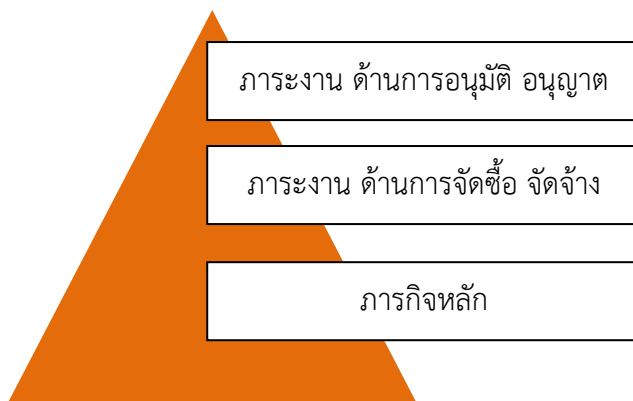 ภาระงาน ด้านการอนุมัติ อนุญาต
ภาระงาน ด้านการจัดซื้อ จัดจ้าง
ภารกิจหลัก